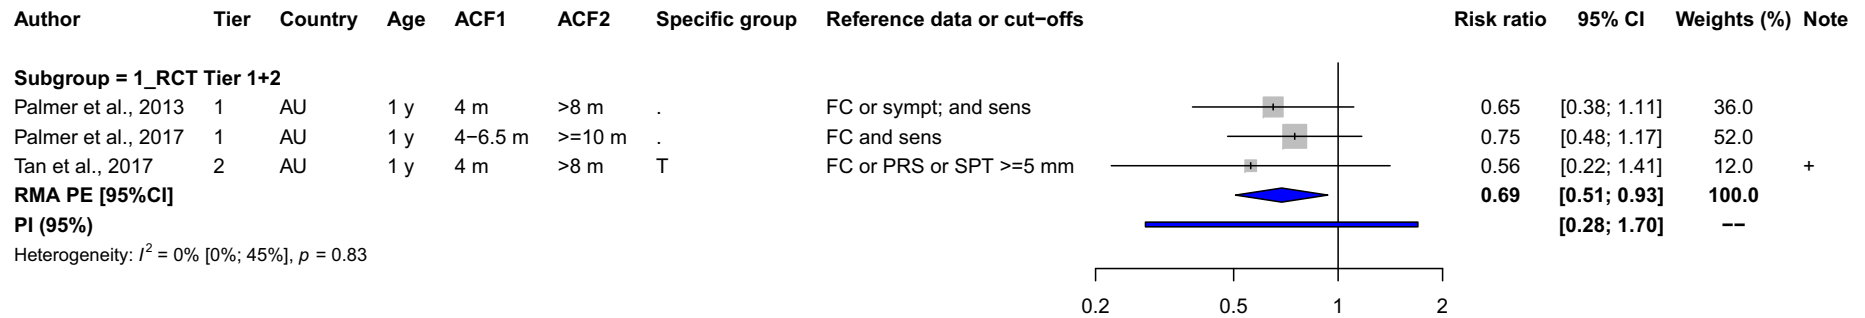 Author Tier Country Age ACF1 ACF2 Specific group Reference data or cut−offs Risk ratio 95% CI Weights (%) Note
Subgroup = 1_RCT Tier 1+2
Palmer et al., 2013 1 AU 1 y 4 m >8 m . FC or sympt; and sens 0.65 [0.38; 1.11] 36.0
Palmer et al., 2017 1 AU 1 y 4−6.5 m >=10 m . FC and sens 0.75 [0.48; 1.17] 52.0
Tan et al., 2017 2 AU 1 y 4 m >8 m T FC or PRS or SPT >=5 mm 0.56 [0.22; 1.41] 12.0 +
RMA PE [95%CI] 0.69 [0.51; 0.93] 100.0
PI (95%) [0.28; 1.70] −−
Heterogeneity: I² = 0% [0%; 45%], p = 0.83
0.2 0.5 1 2